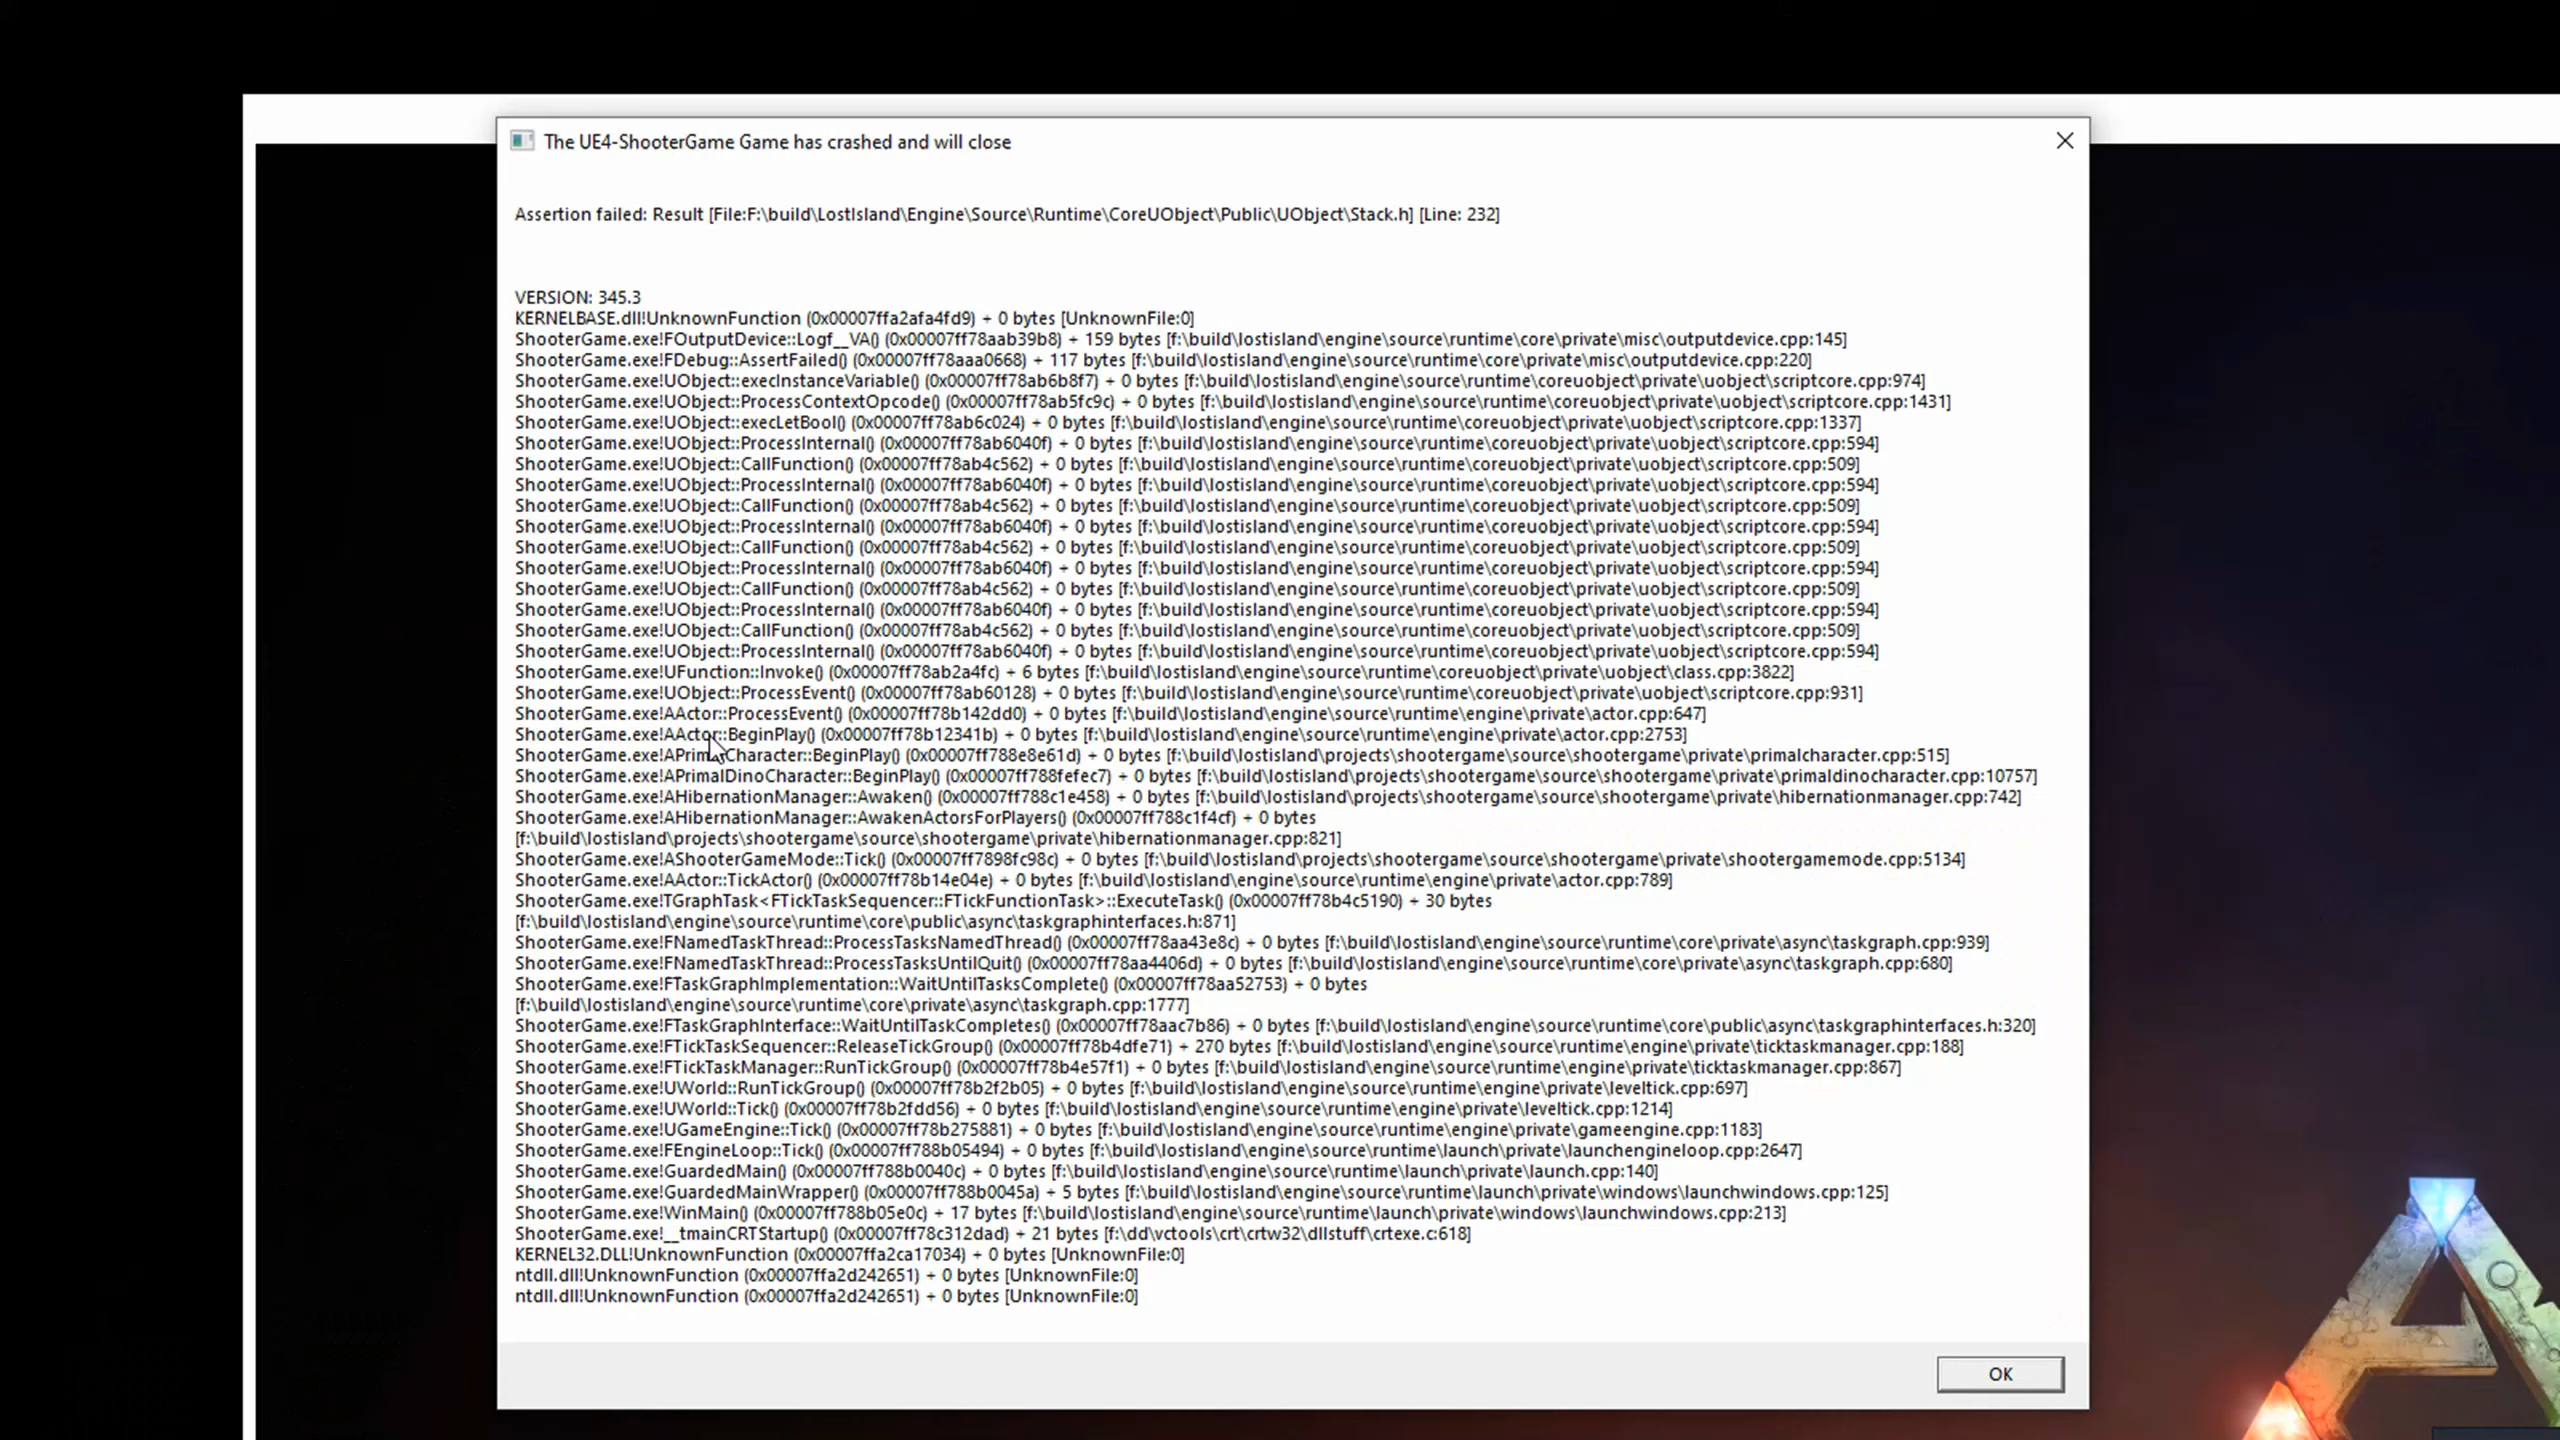 The UE4-ShooterGame Game has crashed and will close
Assertion failed: Result [File:F:\build\LostIsland\Engine\Source\Runtime\CoreUObject\Public\UObject\Stack.h] [Line: 232]
VERSION: 345.3
KERNELBASE.dll!UnknownFunction (0x00007ffa2afa4fd9) + 0 bytes [UnknownFile:0]
ShooterGame.exe!FOutputDevice::Logf__VA() (0x00007ff78aab39b8) + 159 bytes [f:\build\lostisland\engine\source\runtime\core\private\misc\outputdevice.cpp:145]
ShooterGame.exe!FDebug::AssertFailed() (0x00007ff78aaa0668) + 117 bytes [f:\build\lostisland\engine\source\runtime\core\private\misc\outputdevice.cpp:220]
ShooterGame.exe!UObject::execInstanceVariable() (0x00007ff78ab6b8f7) + 0 bytes [f:\build\lostisland\engine\source\runtime\coreuobject\private\uobject\scriptcore.cpp:974]
ShooterGame.exe!UObject::ProcessContextOpcode() (0x00007ff78ab5fc9c) + 0 bytes [f:\build\lostisland\engine\source\runtime\coreuobject\private\uobject\scriptcore.cpp:1431]
ShooterGame.exe!UObject::execLetBool() (0x00007ff78ab6c024) + 0 bytes [f:\build\lostisland\engine\source\runtime\coreuobject\private\uobject\scriptcore.cpp:1337]
ShooterGame.exe!UObject::ProcessInternal() (0x00007ff78ab6040f) + 0 bytes [f:\build\lostisland\engine\source\runtime\coreuobject\private\uobject\scriptcore.cpp:594]
ShooterGame.exe!UObject::CallFunction() (0x00007ff78ab4c562) + 0 bytes [f:\build\lostisland\engine\source\runtime\coreuobject\private\uobject\scriptcore.cpp:509]
ShooterGame.exe!UObject::ProcessInternal() (0x00007ff78ab6040f) + 0 bytes [f:\build\lostisland\engine\source\runtime\coreuobject\private\uobject\scriptcore.cpp:594]
ShooterGame.exe!UObject::CallFunction() (0x00007ff78ab4c562) + 0 bytes [f:\build\lostisland\engine\source\runtime\coreuobject\private\uobject\scriptcore.cpp:509]
ShooterGame.exe!UObject::ProcessInternal() (0x00007ff78ab6040f) + 0 bytes [f:\build\lostisland\engine\source\runtime\coreuobject\private\uobject\scriptcore.cpp:594]
ShooterGame.exe!UObject::CallFunction() (0x00007ff78ab4c562) + 0 bytes [f:\build\lostisland\engine\source\runtime\coreuobject\private\uobject\scriptcore.cpp:509]
ShooterGame.exe!UObject::ProcessInternal() (0x00007ff78ab6040f) + 0 bytes [f:\build\lostisland\engine\source\runtime\coreuobject\private\uobject\scriptcore.cpp:594]
ShooterGame.exe!UObject::CallFunction() (0x00007ff78ab4c562) + 0 bytes [f:\build\lostisland\engine\source\runtime\coreuobject\private\uobject\scriptcore.cpp:509]
ShooterGame.exe!UObject::ProcessInternal() (0x00007ff78ab6040f) + 0 bytes [f:\build\lostisland\engine\source\runtime\coreuobject\private\uobject\scriptcore.cpp:594]
ShooterGame.exe!UObject::CallFunction() (0x00007ff78ab4c562) + 0 bytes [f:\build\lostisland\engine\source\runtime\coreuobject\private\uobject\scriptcore.cpp:509]
ShooterGame.exe!UObject::ProcessInternal() (0x00007ff78ab6040f) + 0 bytes [f:\build\lostisland\engine\source\runtime\coreuobject\private\uobject\scriptcore.cpp:594]
ShooterGame.exe!UFunction::Invoke() (0x00007ff78ab2a4fc) + 6 bytes [f:\build\lostisland\engine\source\runtime\coreuobject\private\uobject\class.cpp:3822]
ShooterGame.exe!UObject::ProcessEvent() (0x00007ff78ab60128) + 0 bytes [f:\build\lostisland\engine\source\runtime\coreuobject\private\uobject\scriptcore.cpp:931]
ShooterGame.exe!AActor::ProcessEvent() (0x00007ff78b142dd0) + 0 bytes [f:\build\lostisland\engine\source\runtime\engine\private\actor.cpp:647]
ShooterGame.exe!AActor::BeginPlay() (0x00007ff78b12341b) + 0 bytes [f:\build\lostisland\engine\source\runtime\engine\private\actor.cpp:2753]
ShooterGame.exe!APrimalCharacter::BeginPlay() (0x00007ff788e8e61d) + 0 bytes [f:\build\lostisland\projects\shootergame\source\shootergame\private\primalcharacter.cpp:515]
ShooterGame.exe!APrimalDinoCharacter::BeginPlay() (0x00007ff788fefec7) + 0 bytes [f:\build\lostisland\projects\shootergame\source\shootergame\private\primaldinocharacter.cpp:10757]
ShooterGame.exe!AHibernationManager::Awaken() (0x00007ff788c1e458) + 0 bytes [f:\build\lostisland\projects\shootergame\source\shootergame\private\hibernationmanager.cpp:742]
ShooterGame.exe!AHibernationManager::AwakenActorsForPlayers() (0x00007ff788c1f4cf) + 0 bytes
[f:\build\lostisland\projects\shootergame\source\shootergame\private\hibernationmanager.cpp:821]
ShooterGame.exe!AShooterGameMode::Tick() (0x00007ff7898fc98c) + 0 bytes [f:\build\lostisland\projects\shootergame\source\shootergame\private\shootergamemode.cpp:5134]
ShooterGame.exe!AActor::TickActor() (0x00007ff78b14e04e) + 0 bytes [f:\build\lostisland\engine\source\runtime\engine\private\actor.cpp:789]
ShooterGame.exe!TGraphTask<FTickTaskSequencer::FTickFunctionTask>::ExecuteTask() (0x00007ff78b4c5190) + 30 bytes
[f:\build\lostisland\engine\source\runtime\core\public\async\taskgraphinterfaces.h:871]
ShooterGame.exe!FNamedTaskThread::ProcessTasksNamedThread() (0x00007ff78aa43e8c) + 0 bytes [f:\build\lostisland\engine\source\runtime\core\private\async\taskgraph.cpp:939]
ShooterGame.exe!FNamedTaskThread::ProcessTasksUntilQuit() (0x00007ff78aa4406d) + 0 bytes [f:\build\lostisland\engine\source\runtime\core\private\async\taskgraph.cpp:680]
ShooterGame.exe!FTaskGraphImplementation::WaitUntilTasksComplete() (0x00007ff78aa52753) + 0 bytes
[f:\build\lostisland\engine\source\runtime\core\private\async\taskgraph.cpp:1777]
ShooterGame.exe!FTaskGraphInterface::WaitUntilTaskCompletes() (0x00007ff78aac7b86) + 0 bytes [f:\build\lostisland\engine\source\runtime\core\public\async\taskgraphinterfaces.h:320]
ShooterGame.exe!FTickTaskSequencer::ReleaseTickGroup() (0x00007ff78b4dfe71) + 270 bytes [f:\build\lostisland\engine\source\runtime\engine\private\ticktaskmanager.cpp:188]
ShooterGame.exe!FTickTaskManager::RunTickGroup() (0x00007ff78b4e57f1) + 0 bytes [f:\build\lostisland\engine\source\runtime\engine\private\ticktaskmanager.cpp:867]
ShooterGame.exe!UWorld::RunTickGroup() (0x00007ff78b2f2b05) + 0 bytes [f:\build\lostisland\engine\source\runtime\engine\private\leveltick.cpp:697]
ShooterGame.exe!UWorld::Tick() (0x00007ff78b2fdd56) + 0 bytes [f:\build\lostisland\engine\source\runtime\engine\private\leveltick.cpp:1214]
ShooterGame.exe!UGameEngine::Tick() (0x00007ff78b275881) + 0 bytes [f:\build\lostisland\engine\source\runtime\engine\private\gameengine.cpp:1183]
ShooterGame.exe!FEngineLoop::Tick() (0x00007ff788b05494) + 0 bytes [f:\build\lostisland\engine\source\runtime\launch\private\launchengineloop.cpp:2647]
ShooterGame.exe!GuardedMain() (0x00007ff788b0040c) + 0 bytes [f:\build\lostisland\engine\source\runtime\launch\private\launch.cpp:140]
ShooterGame.exe!GuardedMainWrapper() (0x00007ff788b0045a) + 5 bytes [f:\build\lostisland\engine\source\runtime\launch\private\windows\launchwindows.cpp:125]
ShooterGame.exe!WinMain() (0x00007ff788b05e0c) + 17 bytes [f:\build\lostisland\engine\source\runtime\launch\private\windows\launchwindows.cpp:213]
ShooterGame.exe!__tmainCRTStartup() (0x00007ff78c312dad) + 21 bytes [f:\dd\vctools\crt\crtw32\dllstuff\crtexe.c:618]
KERNEL32.DLL!UnknownFunction (0x00007ffa2ca17034) + 0 bytes [UnknownFile:0]
ntdll.dll!UnknownFunction (0x00007ffa2d242651) + 0 bytes [UnknownFile:0]
ntdll.dll!UnknownFunction (0x00007ffa2d242651) + 0 bytes [UnknownFile:0]
OK